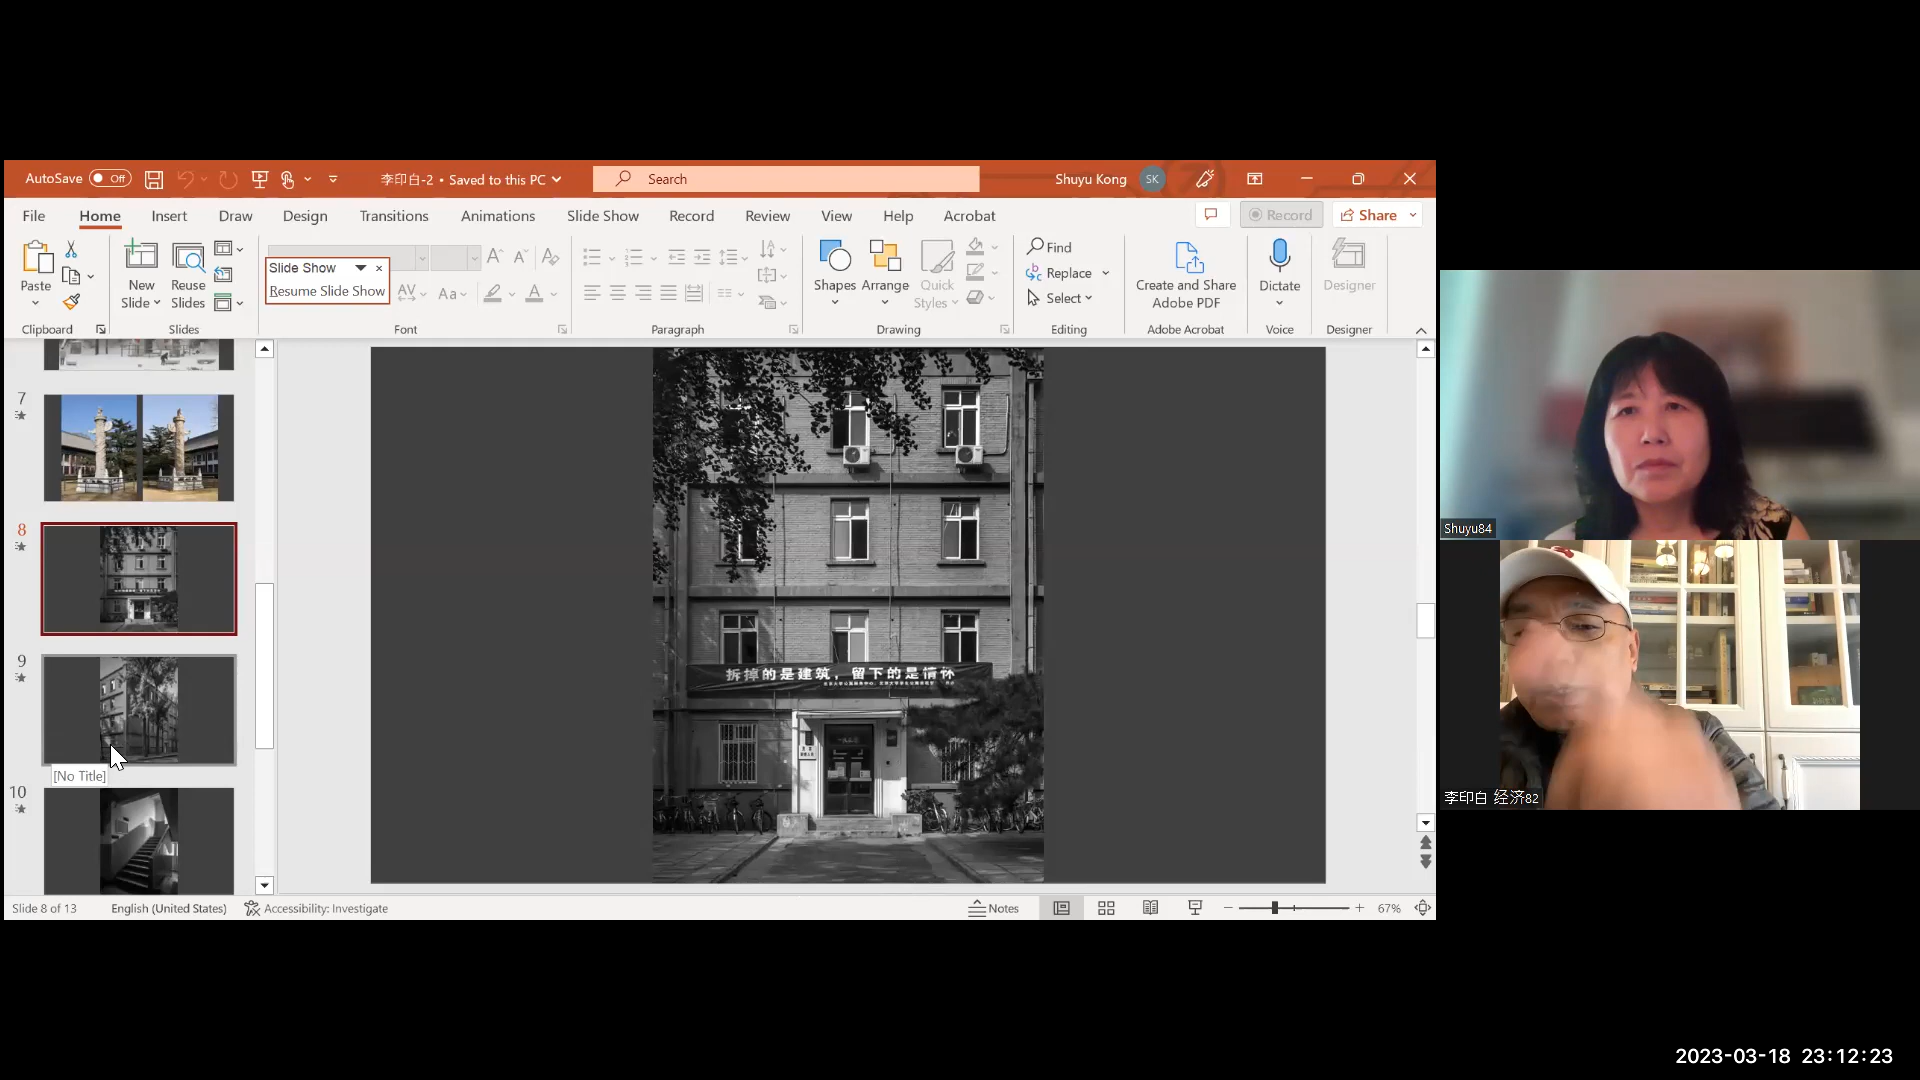 AutoSave Off 李印白-2 • Saved to this PC Search Shuyu Kong SK
File Home Insert Draw Design Transitions Animations Slide Show Record Review View Help Acrobat Record Share
Slide Show
Resume Slide Show
Paste New Slide Reuse Slides
Aa
Shapes Arrange Quick Styles
Find
Replace
Select
Create and Share Adobe PDF
Dictate
Designer
Clipboard Slides Font Paragraph Drawing Editing Adobe Acrobat Voice Designer
7
8
9
[No Title]
10
拆掉的是建筑，留下的是情怀
Slide 8 of 13 English (United States) Accessibility: Investigate Notes 67%
Shuyu84
李印白 经济82
2023-03-18 23:12:23